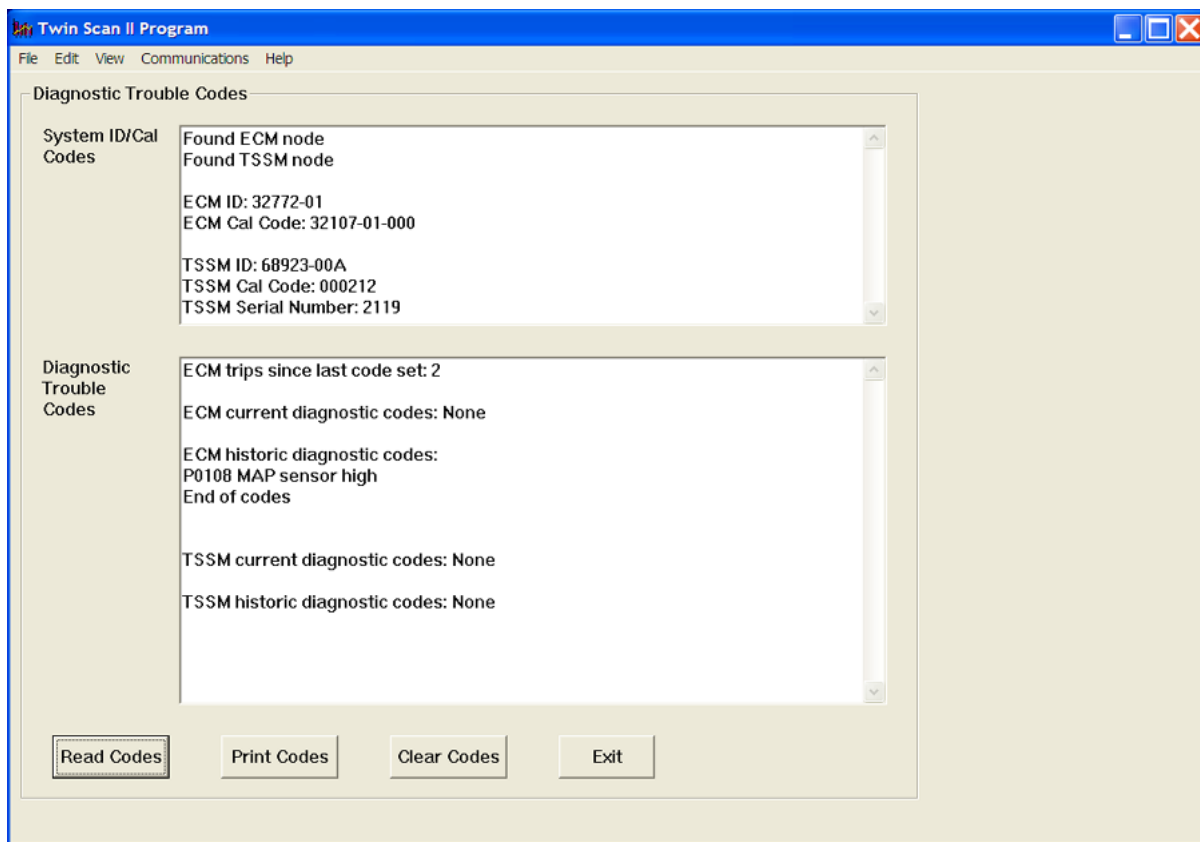 Twin Scan II Program
File Edit View Communications Help
Diagnostic Trouble Codes
System ID/Cal
Codes
Found ECM node
Found TSSM node
ECM ID: 32772-01
ECM Cal Code: 32107-01-000
TSSM ID: 68923-00A
TSSM Cal Code: 000212
TSSM Serial Number: 2119
Diagnostic
Trouble
Codes
ECM trips since last code set: 2
ECM current diagnostic codes: None
ECM historic diagnostic codes:
P0108 MAP sensor high
End of codes
TSSM current diagnostic codes: None
TSSM historic diagnostic codes: None
Read Codes Print Codes Clear Codes Exit